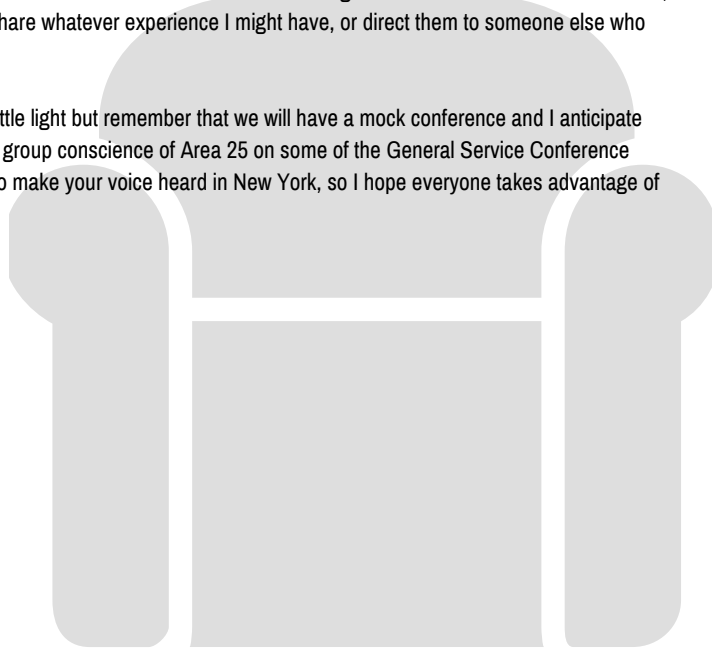 hare whatever experience I might have, or direct them to someone else who
ttle light but remember that we will have a mock conference and I anticipate
group conscience of Area 25 on some of the General Service Conference
o make your voice heard in New York, so I hope everyone takes advantage of